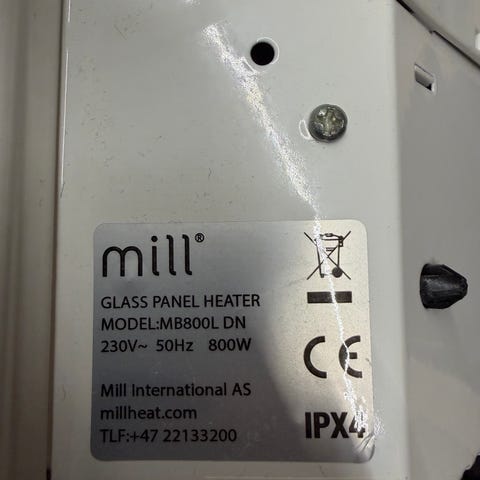 mill®
GLASS PANEL HEATER
MODEL:MB800L DN
230V~ 50Hz 800W
CE
Mill International AS
millheat.com
TLF:+47 22133200
IPX4